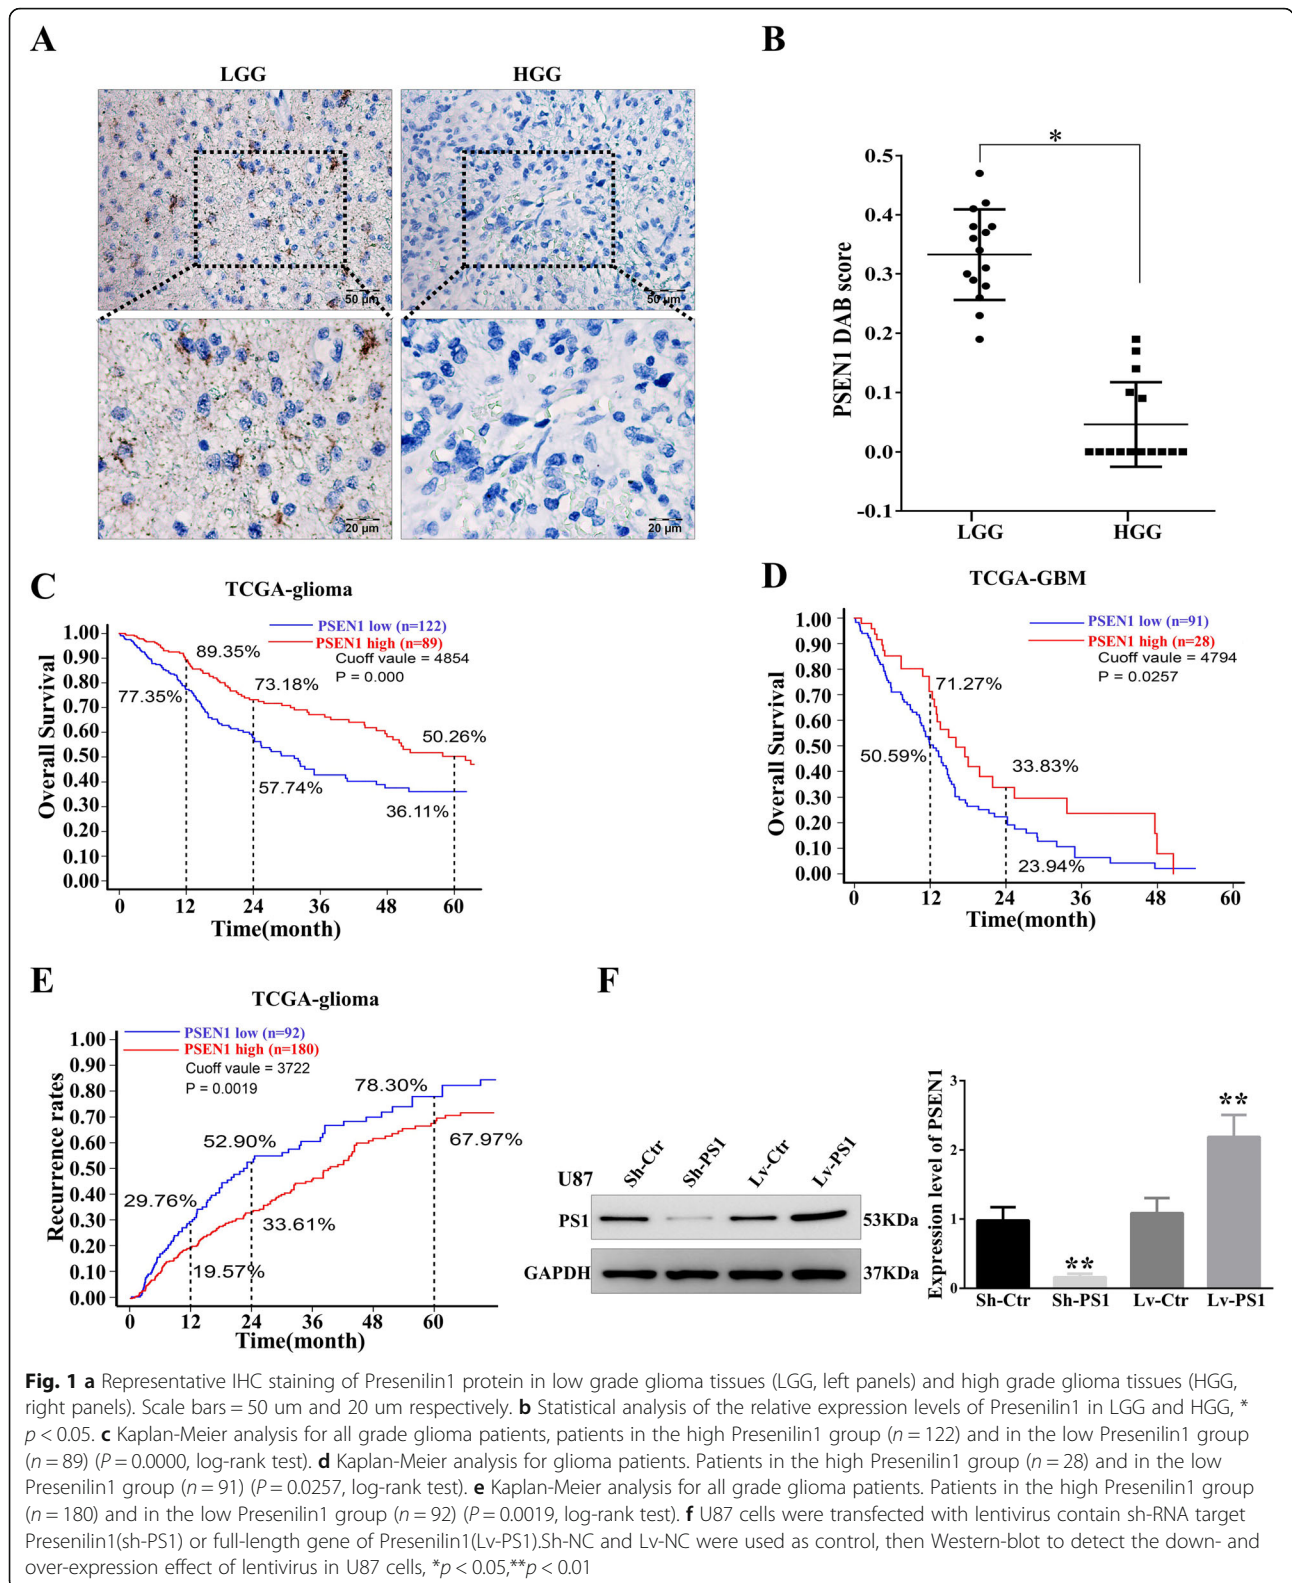 A
LGG
HGG
50 µm
50 µm
20 µm
20 µm
B
*
PSEN1 DAB score
0.5
0.4
0.3
0.2
0.1
0.0
-0.1
LGG
HGG
C
TCGA-glioma
PSEN1 low (n=122)
PSEN1 high (n=89)
Cuoff vaule = 4854
P = 0.000
Overall Survival
1.00
0.90
0.80
0.70
0.60
0.50
0.40
0.30
0.20
0.10
0.00
89.35%
77.35%
73.18%
57.74%
50.26%
36.11%
0 12 24 36 48 60
Time(month)
D
TCGA-GBM
PSEN1 low (n=91)
PSEN1 high (n=28)
Cuoff vaule = 4794
P = 0.0257
Overall Survival
1.00
0.90
0.80
0.70
0.60
0.50
0.40
0.30
0.20
0.10
0.00
71.27%
50.59%
33.83%
23.94%
0 12 24 36 48 60
Time(month)
E
TCGA-glioma
PSEN1 low (n=92)
PSEN1 high (n=180)
Cuoff vaule = 3722
P = 0.0019
Recurrence rates
1.00
0.90
0.80
0.70
0.60
0.50
0.40
0.30
0.20
0.10
0.00
78.30%
52.90%
67.97%
29.76%
33.61%
19.57%
0 12 24 36 48 60
Time(month)
F
U87
Sh-Ctr
Sh-PS1
Lv-Ctr
Lv-PS1
PS1
53KDa
GAPDH
37KDa
Expression level of PSEN1
3
2
1
0
**
**
Sh-Ctr Sh-PS1 Lv-Ctr Lv-PS1
Fig. 1 a Representative IHC staining of Presenilin1 protein in low grade glioma tissues (LGG, left panels) and high grade glioma tissues (HGG,
right panels). Scale bars = 50 um and 20 um respectively. b Statistical analysis of the relative expression levels of Presenilin1 in LGG and HGG, *
p < 0.05. c Kaplan-Meier analysis for all grade glioma patients, patients in the high Presenilin1 group (n = 122) and in the low Presenilin1 group
(n = 89) (P = 0.0000, log-rank test). d Kaplan-Meier analysis for glioma patients. Patients in the high Presenilin1 group (n = 28) and in the low
Presenilin1 group (n = 91) (P = 0.0257, log-rank test). e Kaplan-Meier analysis for all grade glioma patients. Patients in the high Presenilin1 group
(n = 180) and in the low Presenilin1 group (n = 92) (P = 0.0019, log-rank test). f U87 cells were transfected with lentivirus contain sh-RNA target
Presenilin1(sh-PS1) or full-length gene of Presenilin1(Lv-PS1).Sh-NC and Lv-NC were used as control, then Western-blot to detect the down- and
over-expression effect of lentivirus in U87 cells, *p < 0.05,**p < 0.01